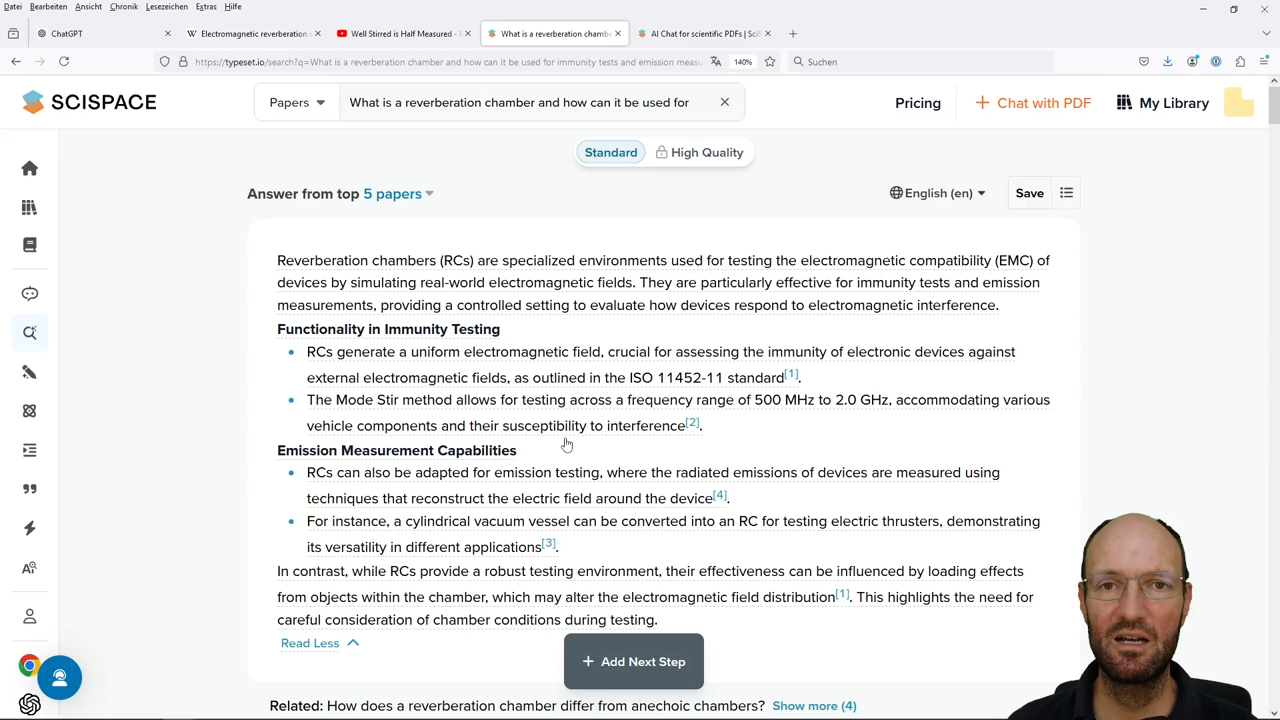 Datei Bearbeiten Ansicht Chronik Lesezeichen Extras Hilfe
ChatGPT
Electromagnetic reverberation
Well Stirred is Half Measured -
What is a reverberation chamb
AI Chat for scientific PDFs | SciS
https://typeset.io/search?q=What is a reverberation chamber and how can it be used for immunity tests and emission measu
140%
Suchen
SCISPACE
Papers
What is a reverberation chamber and how can it be used for
Pricing
+ Chat with PDF
My Library
Standard
High Quality
Answer from top 5 papers
English (en)
Save
Reverberation chambers (RCs) are specialized environments used for testing the electromagnetic compatibility (EMC) of
devices by simulating real-world electromagnetic fields. They are particularly effective for immunity tests and emission
measurements, providing a controlled setting to evaluate how devices respond to electromagnetic interference.
Functionality in Immunity Testing
• RCs generate a uniform electromagnetic field, crucial for assessing the immunity of electronic devices against
external electromagnetic fields, as outlined in the ISO 11452-11 standard[1].
• The Mode Stir method allows for testing across a frequency range of 500 MHz to 2.0 GHz, accommodating various
vehicle components and their susceptibility to interference[2].
Emission Measurement Capabilities
• RCs can also be adapted for emission testing, where the radiated emissions of devices are measured using
techniques that reconstruct the electric field around the device[4].
• For instance, a cylindrical vacuum vessel can be converted into an RC for testing electric thrusters, demonstrating
its versatility in different applications[3].
In contrast, while RCs provide a robust testing environment, their effectiveness can be influenced by loading effects
from objects within the chamber, which may alter the electromagnetic field distribution[1]. This highlights the need for
careful consideration of chamber conditions during testing.
Read Less
+ Add Next Step
Related: How does a reverberation chamber differ from anechoic chambers? Show more (4)